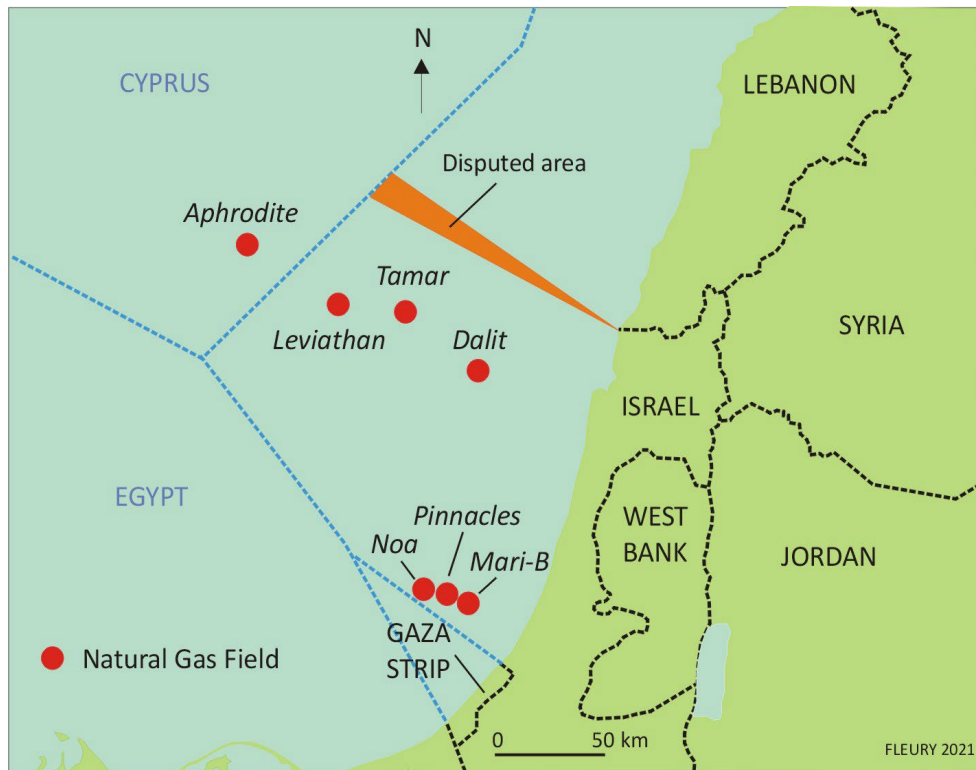 N
CYPRUS
LEBANON
Disputed area
Aphrodite
Tamar
Leviathan
SYRIA
Dalit
ISRAEL
EGYPT
Pinnacles
WEST
BANK
Noa
Mari-B
JORDAN
GAZA
STRIP
Natural Gas Field
0 50 km
FLEURY 2021